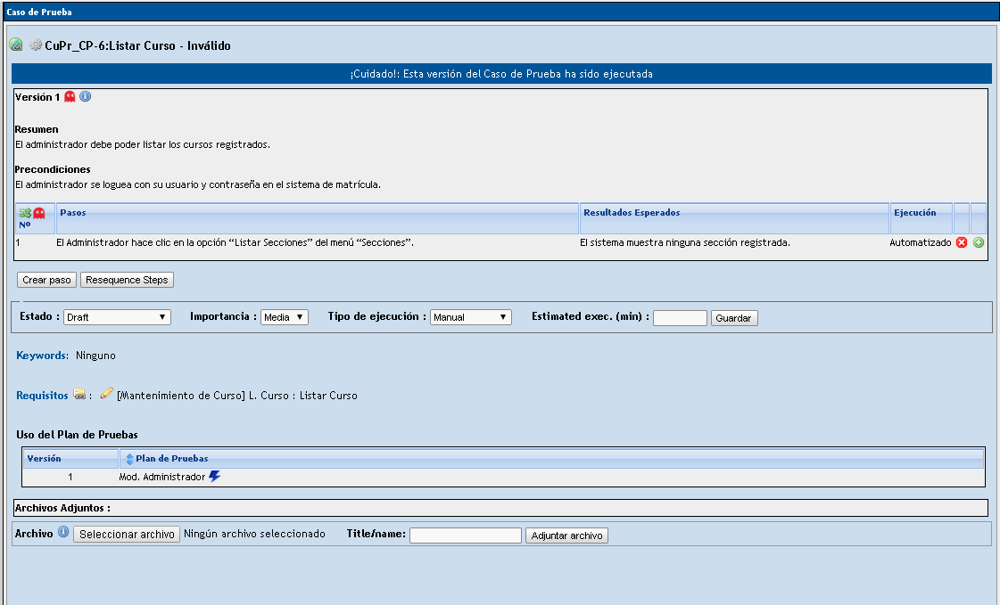 Caso de Prueba
CuPr_CP-6:Listar Curso - Inválido
¡Cuidado!: Esta versión del Caso de Prueba ha sido ejecutada
Versión 1
Resumen
El administrador debe poder listar los cursos registrados.
Precondiciones
El administrador se loguea con su usuario y contraseña en el sistema de matrícula.
Nº Pasos Resultados Esperados Ejecución
1 El Administrador hace clic en la opción “Listar Secciones” del menú “Secciones”. El sistema muestra ninguna sección registrada. Automatizado
Crear paso Resequence Steps
Estado : Draft Importancia : Media Tipo de ejecución : Manual Estimated exec. (min) : Guardar
Keywords: Ninguno
Requisitos : [Mantenimiento de Curso] L. Curso : Listar Curso
Uso del Plan de Pruebas
Versión Plan de Pruebas
1 Mod. Administrador
Archivos Adjuntos :
Archivo Seleccionar archivo Ningún archivo seleccionado Title/name: Adjuntar archivo